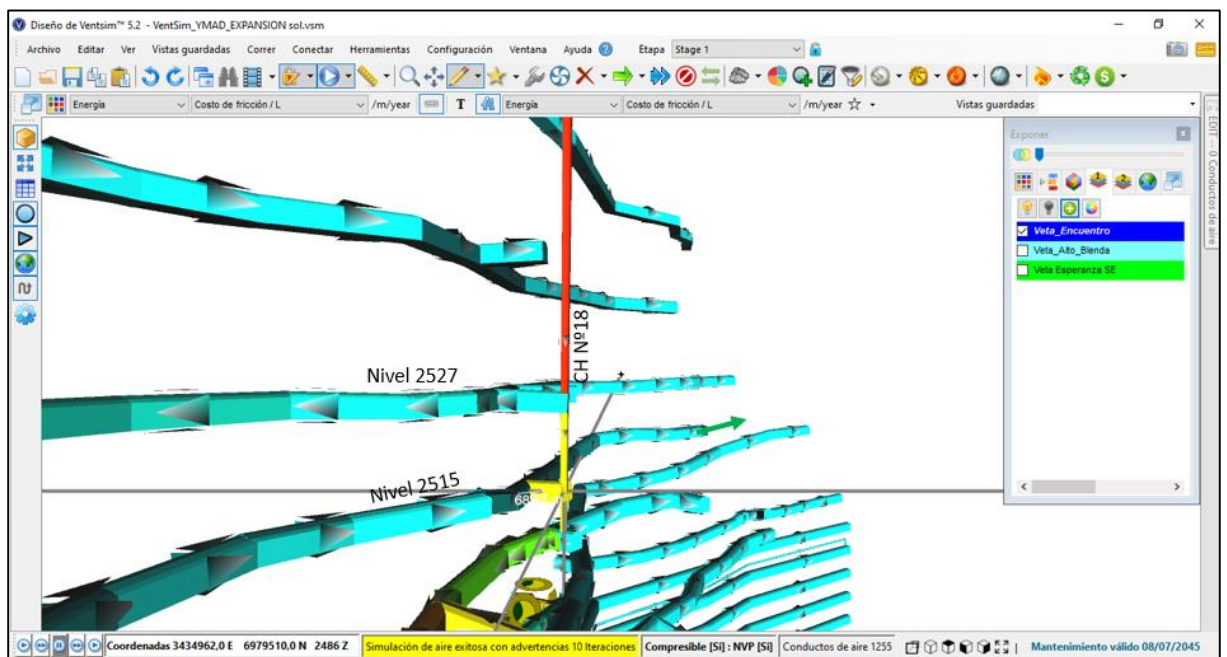 Diseño de Ventsim™ 5.2 - VentSim_YMAD_EXPANSION sol.vsm
Archivo Editar Ver Vistas guardadas Correr Conectar Herramientas Configuración Ventana Ayuda Etapa Stage 1
Energía Costo de fricción / L /m/year T Energía Costo de fricción / L /m/year Vistas guardadas
Exponer
EDIT -- 0 Conductos de aire
Veta_Encuentro
Veta_Alto_Blenda
Veta Esperanza SE
CH Nº18
Nivel 2527
Nivel 2515
Coordenadas 3434962,0 E 6979510,0 N 2486 Z Simulación de aire exitosa con advertencias 10 Iteraciones Compresible [Si] : NVP [Si] Conductos de aire 1255 Mantenimiento válido 08/07/2045